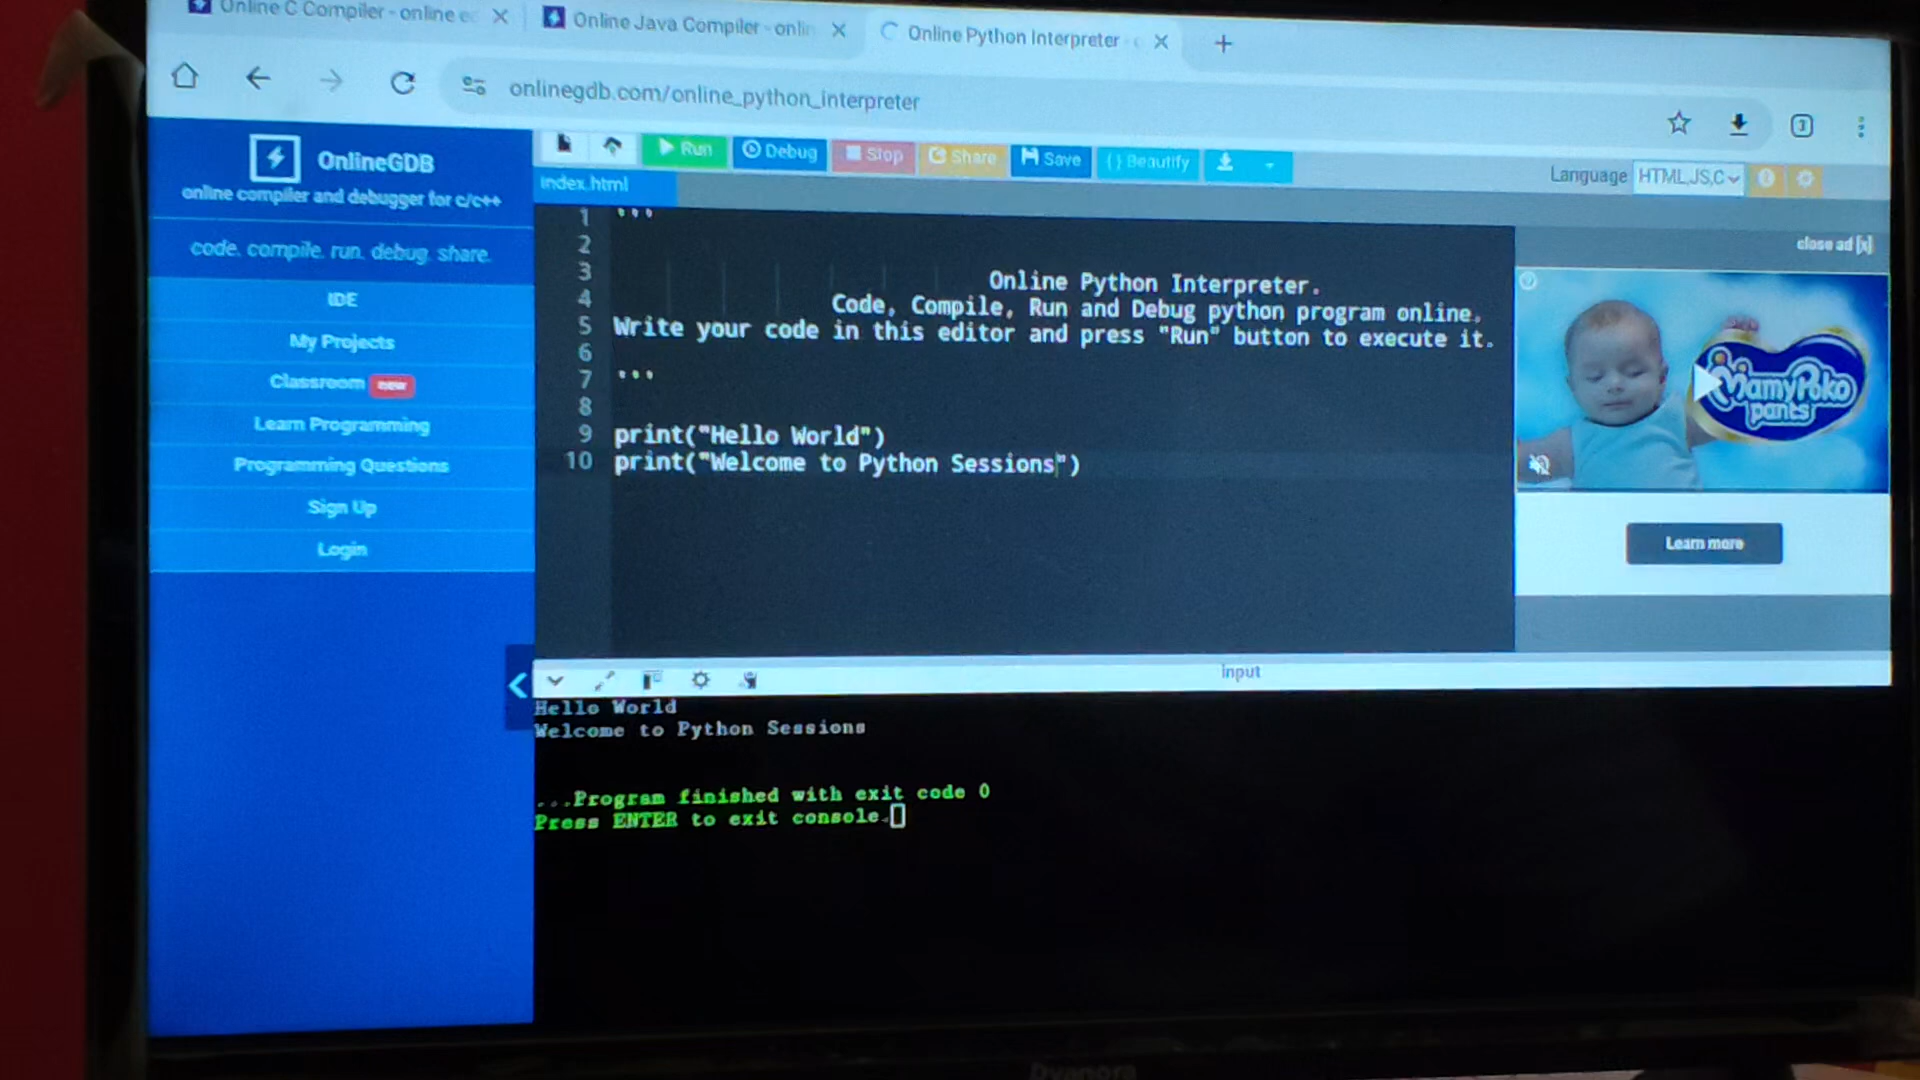 Online C Compiler - online e
Online Java Compiler - onlin
Online Python Interpreter -
onlinegdb.com/online_python_interpreter
OnlineGDB
online compiler and debugger for c/c++
code. compile. run. debug. share.
IDE
My Projects
Classroom new
Learn Programming
Programming Questions
Sign Up
Login
Run
Debug
Stop
Share
Save
{} Beautify
Language HTML,JS,C
index.html
1 '''
2
3 Online Python Interpreter.
4 Code, Compile, Run and Debug python program online.
5 Write your code in this editor and press "Run" button to execute it.
6
7 '''
8
9 print("Hello World")
10 print("Welcome to Python Sessions")
close ad [x]
MamyPoko
pants
Learn more
input
Hello World
Welcome to Python Sessions
...Program finished with exit code 0
Press ENTER to exit console.
Dyanora